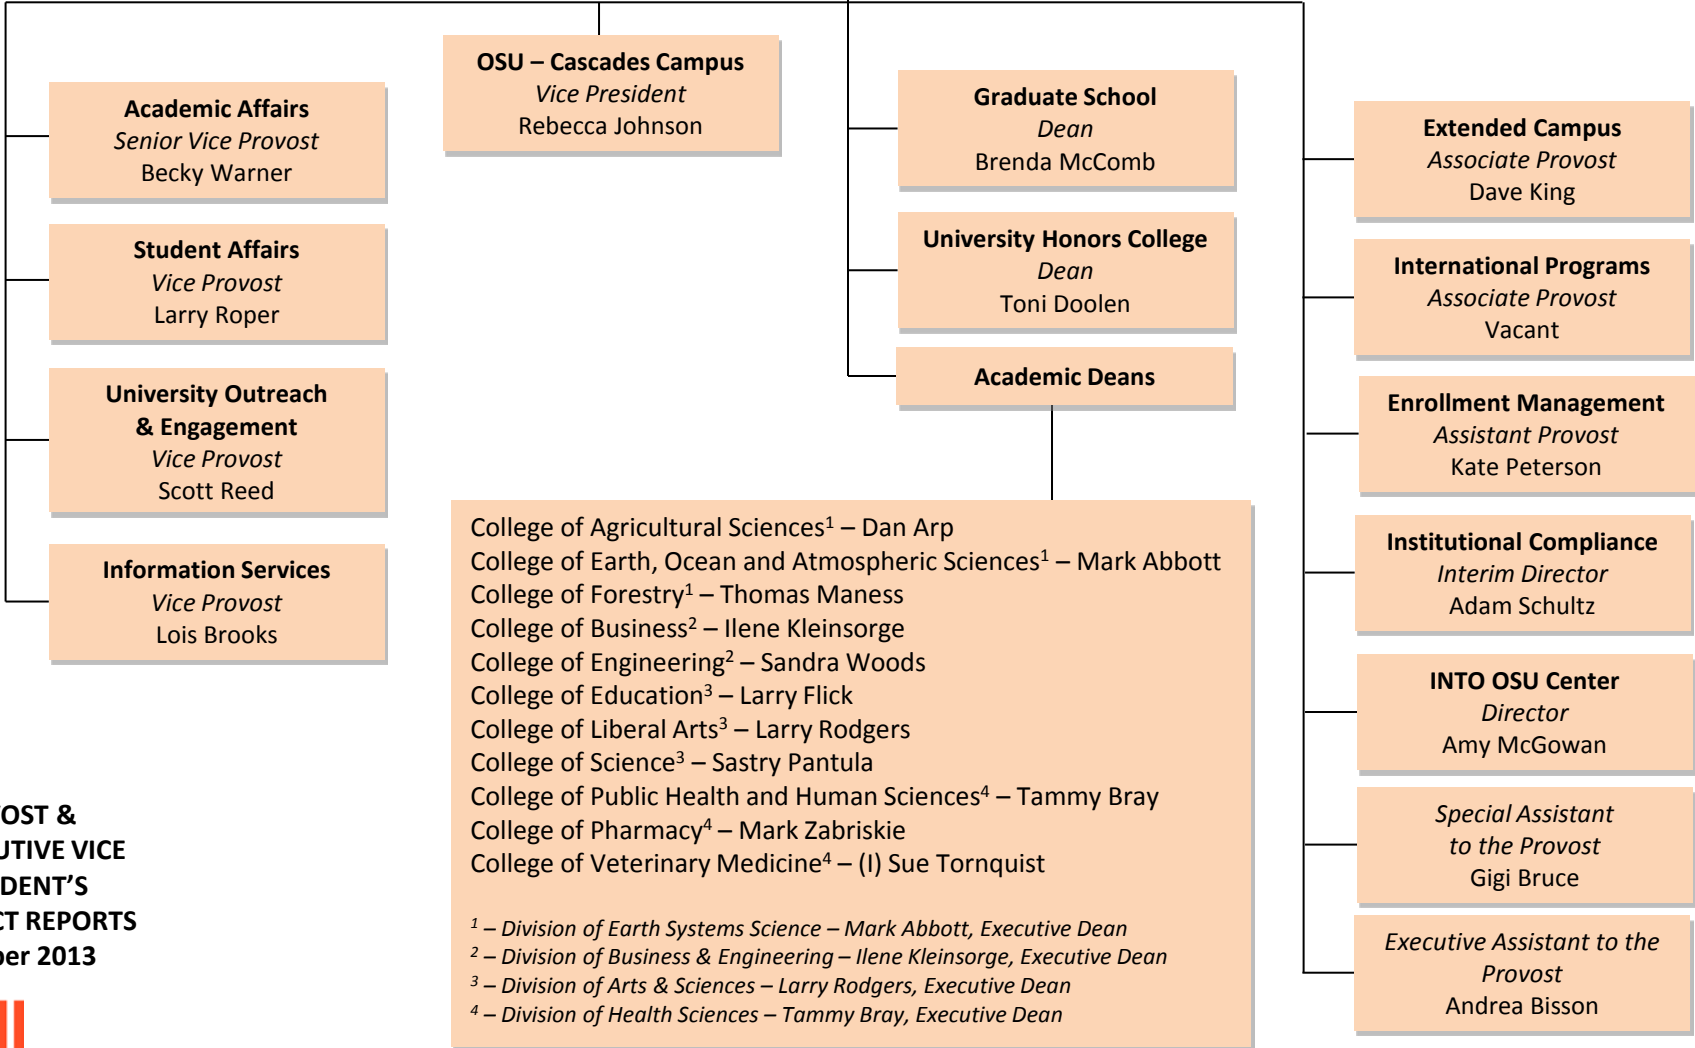 OSU – Cascades Campus
Vice President
Rebecca Johnson
Academic Affairs
Senior Vice Provost
Becky Warner
Student Affairs
Vice Provost
Larry Roper
University Outreach
& Engagement
Vice Provost
Scott Reed
Information Services
Vice Provost
Lois Brooks
Graduate School
Dean
Brenda McComb
University Honors College
Dean
Toni Doolen
Academic Deans
College of Agricultural Sciences¹ – Dan Arp
College of Earth, Ocean and Atmospheric Sciences¹ – Mark Abbott
College of Forestry¹ – Thomas Maness
College of Business² – Ilene Kleinsorge
College of Engineering² – Sandra Woods
College of Education³ – Larry Flick
College of Liberal Arts³ – Larry Rodgers
College of Science³ – Sastry Pantula
College of Public Health and Human Sciences⁴ – Tammy Bray
College of Pharmacy⁴ – Mark Zabriskie
College of Veterinary Medicine⁴ – (I) Sue Tornquist
¹ – Division of Earth Systems Science – Mark Abbott, Executive Dean
² – Division of Business & Engineering – Ilene Kleinsorge, Executive Dean
³ – Division of Arts & Sciences – Larry Rodgers, Executive Dean
⁴ – Division of Health Sciences – Tammy Bray, Executive Dean
Extended Campus
Associate Provost
Dave King
International Programs
Associate Provost
Vacant
Enrollment Management
Assistant Provost
Kate Peterson
Institutional Compliance
Interim Director
Adam Schultz
INTO OSU Center
Director
Amy McGowan
Special Assistant
to the Provost
Gigi Bruce
Executive Assistant to the
Provost
Andrea Bisson
OST &
UTIVE VICE
DENT’S
CT REPORTS
ber 2013